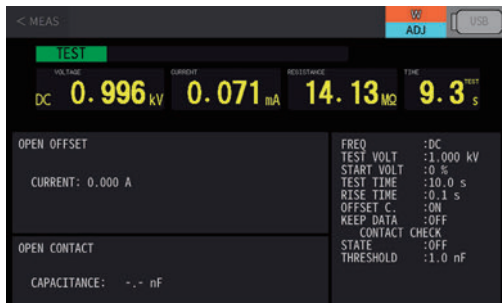 < MEAS
W
ADJ
USB
TEST
VOLTAGE
DC 0.996 kV
CURRENT
0.071 mA
RESISTANCE
14.13 MΩ
TIME
9.3 TEST s
OPEN OFFSET
CURRENT: 0.000 A
OPEN CONTACT
CAPACITANCE: -.- nF
FREQ :DC
TEST VOLT :1.000 kV
START VOLT :0 %
TEST TIME :10.0 s
RISE TIME :0.1 s
OFFSET C. :ON
KEEP DATA :OFF
CONTACT CHECK
STATE :OFF
THRESHOLD :1.0 nF